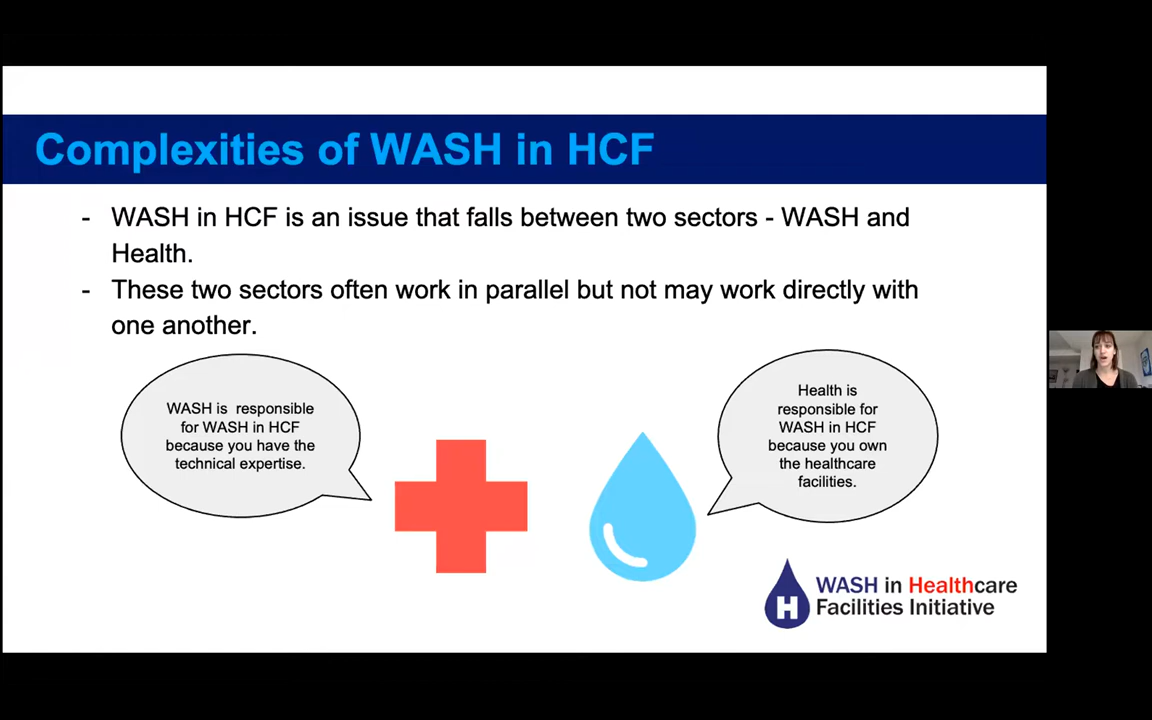 Complexities of WASH in HCF
- WASH in HCF is an issue that falls between two sectors - WASH and
Health.
- These two sectors often work in parallel but not may work directly with
one another.
WASH is responsible
for WASH in HCF
because you have the
technical expertise.
Health is
responsible for
WASH in HCF
because you own
the healthcare
facilities.
H
WASH in Healthcare
Facilities Initiative